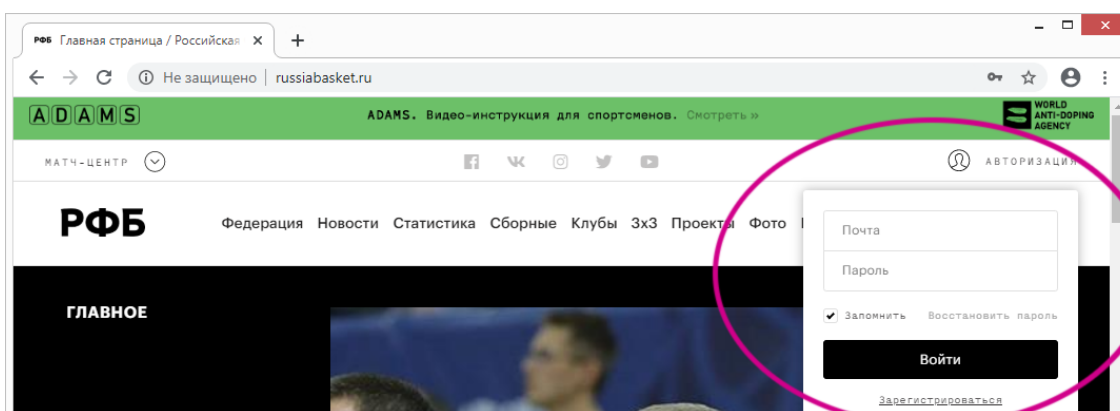 РФБ Главная страница / Российская
Не защищено | russiabasket.ru
ADAMS ADAMS. Видео-инструкция для спортсменов. Смотреть » WORLD
ANTI-DOPING
AGENCY
МАТЧ-ЦЕНТР АВТОРИЗАЦИЯ
РФБ Федерация Новости Статистика Сборные Клубы 3х3 Проекты Фото
Почта
Пароль
ГЛАВНОЕ
Запомнить Восстановить пароль
Войти
Зарегистрироваться